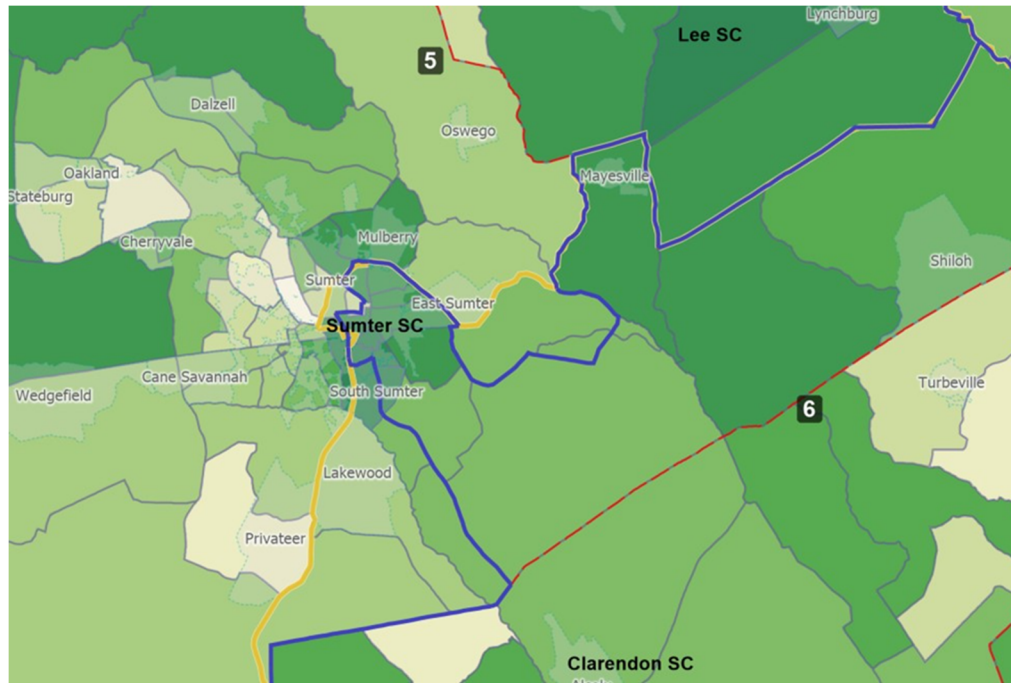 Lynchburg
Lee SC
5
Dalzell
Oswego
Oakland
Mayesville
Stateburg
Cherryvale
Mulberry
Shiloh
Sumter
East Sumter
Sumter SC
Cane Savannah
South Sumter
Wedgefield
Turbeville
6
Lakewood
Privateer
Clarendon SC